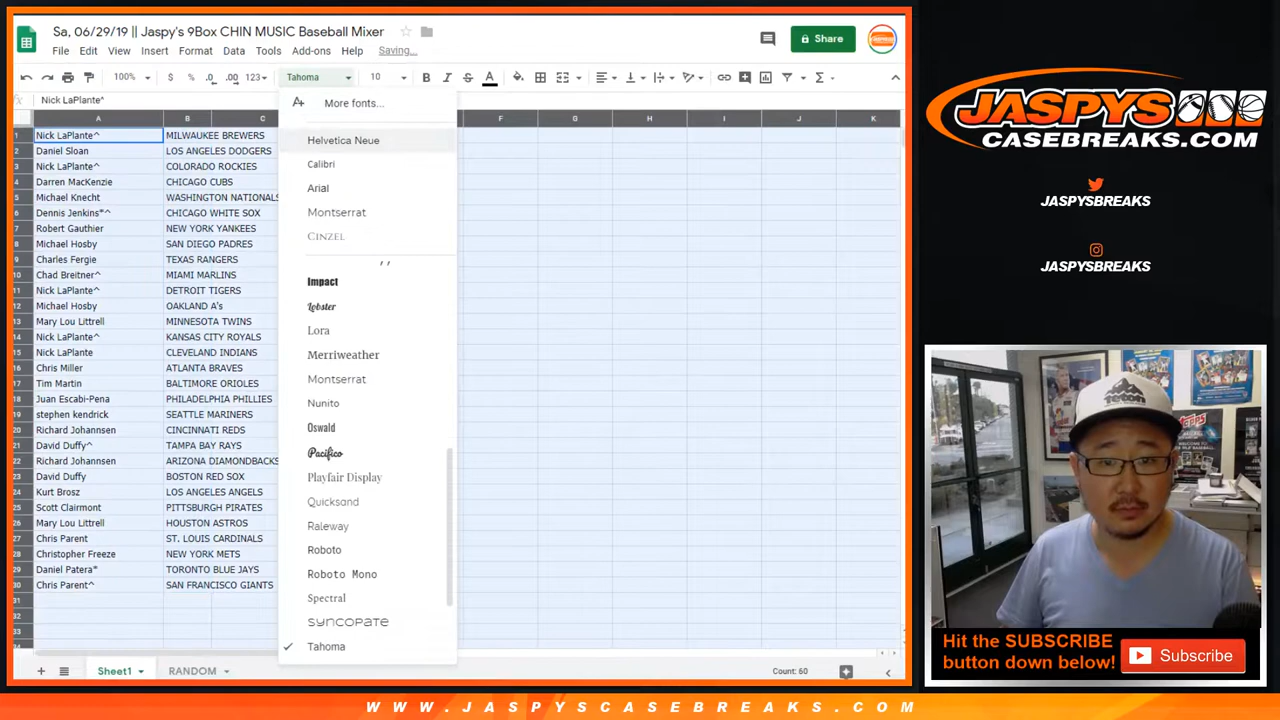 Sa, 06/29/19 || Jaspy's 9Box CHIN MUSIC Baseball Mixer
File Edit View Insert Format Data Tools Add-ons Help Saving...
Share
100% $ % .0 .00 123 Tahoma 10 B I S A
fx Nick LaPlante^
A B C F G H I J K
1 Nick LaPlante^ MILWAUKEE BREWERS
2 Daniel Sloan LOS ANGELES DODGERS
3 Nick LaPlante^ COLORADO ROCKIES
4 Darren MacKenzie CHICAGO CUBS
5 Michael Knecht WASHINGTON NATIONALS
6 Dennis Jenkins*^ CHICAGO WHITE SOX
7 Robert Gauthier NEW YORK YANKEES
8 Michael Hosby SAN DIEGO PADRES
9 Charles Fergie TEXAS RANGERS
10 Chad Breitner^ MIAMI MARLINS
11 Nick LaPlante^ DETROIT TIGERS
12 Michael Hosby OAKLAND A's
13 Mary Lou Littrell MINNESOTA TWINS
14 Nick LaPlante^ KANSAS CITY ROYALS
15 Nick LaPlante CLEVELAND INDIANS
16 Chris Miller ATLANTA BRAVES
17 Tim Martin BALTIMORE ORIOLES
18 Juan Escabi-Pena PHILADELPHIA PHILLIES
19 stephen kendrick SEATTLE MARINERS
20 Richard Johannsen CINCINNATI REDS
21 David Duffy^ TAMPA BAY RAYS
22 Richard Johannsen ARIZONA DIAMONDBACKS
23 David Duffy BOSTON RED SOX
24 Kurt Brosz LOS ANGELES ANGELS
25 Scott Clairmont PITTSBURGH PIRATES
26 Mary Lou Littrell HOUSTON ASTROS
27 Chris Parent ST. LOUIS CARDINALS
28 Christopher Freeze NEW YORK METS
29 Daniel Patera* TORONTO BLUE JAYS
30 Chris Parent^ SAN FRANCISCO GIANTS
31
32
33
More fonts...
Helvetica Neue
Calibri
Arial
Montserrat
Cinzel
Impact
Lobster
Lora
Merriweather
Montserrat
Nunito
Oswald
Pacifico
Playfair Display
Quicksand
Raleway
Roboto
Roboto Mono
Spectral
Syncopate
Tahoma
Sheet1 RANDOM Count: 60
JASPYS
CASEBREAKS.COM
JASPYSBREAKS
JASPYSBREAKS
Hit the SUBSCRIBE
button down below!
Subscribe
WWW.JASPYSCASEBREAKS.COM